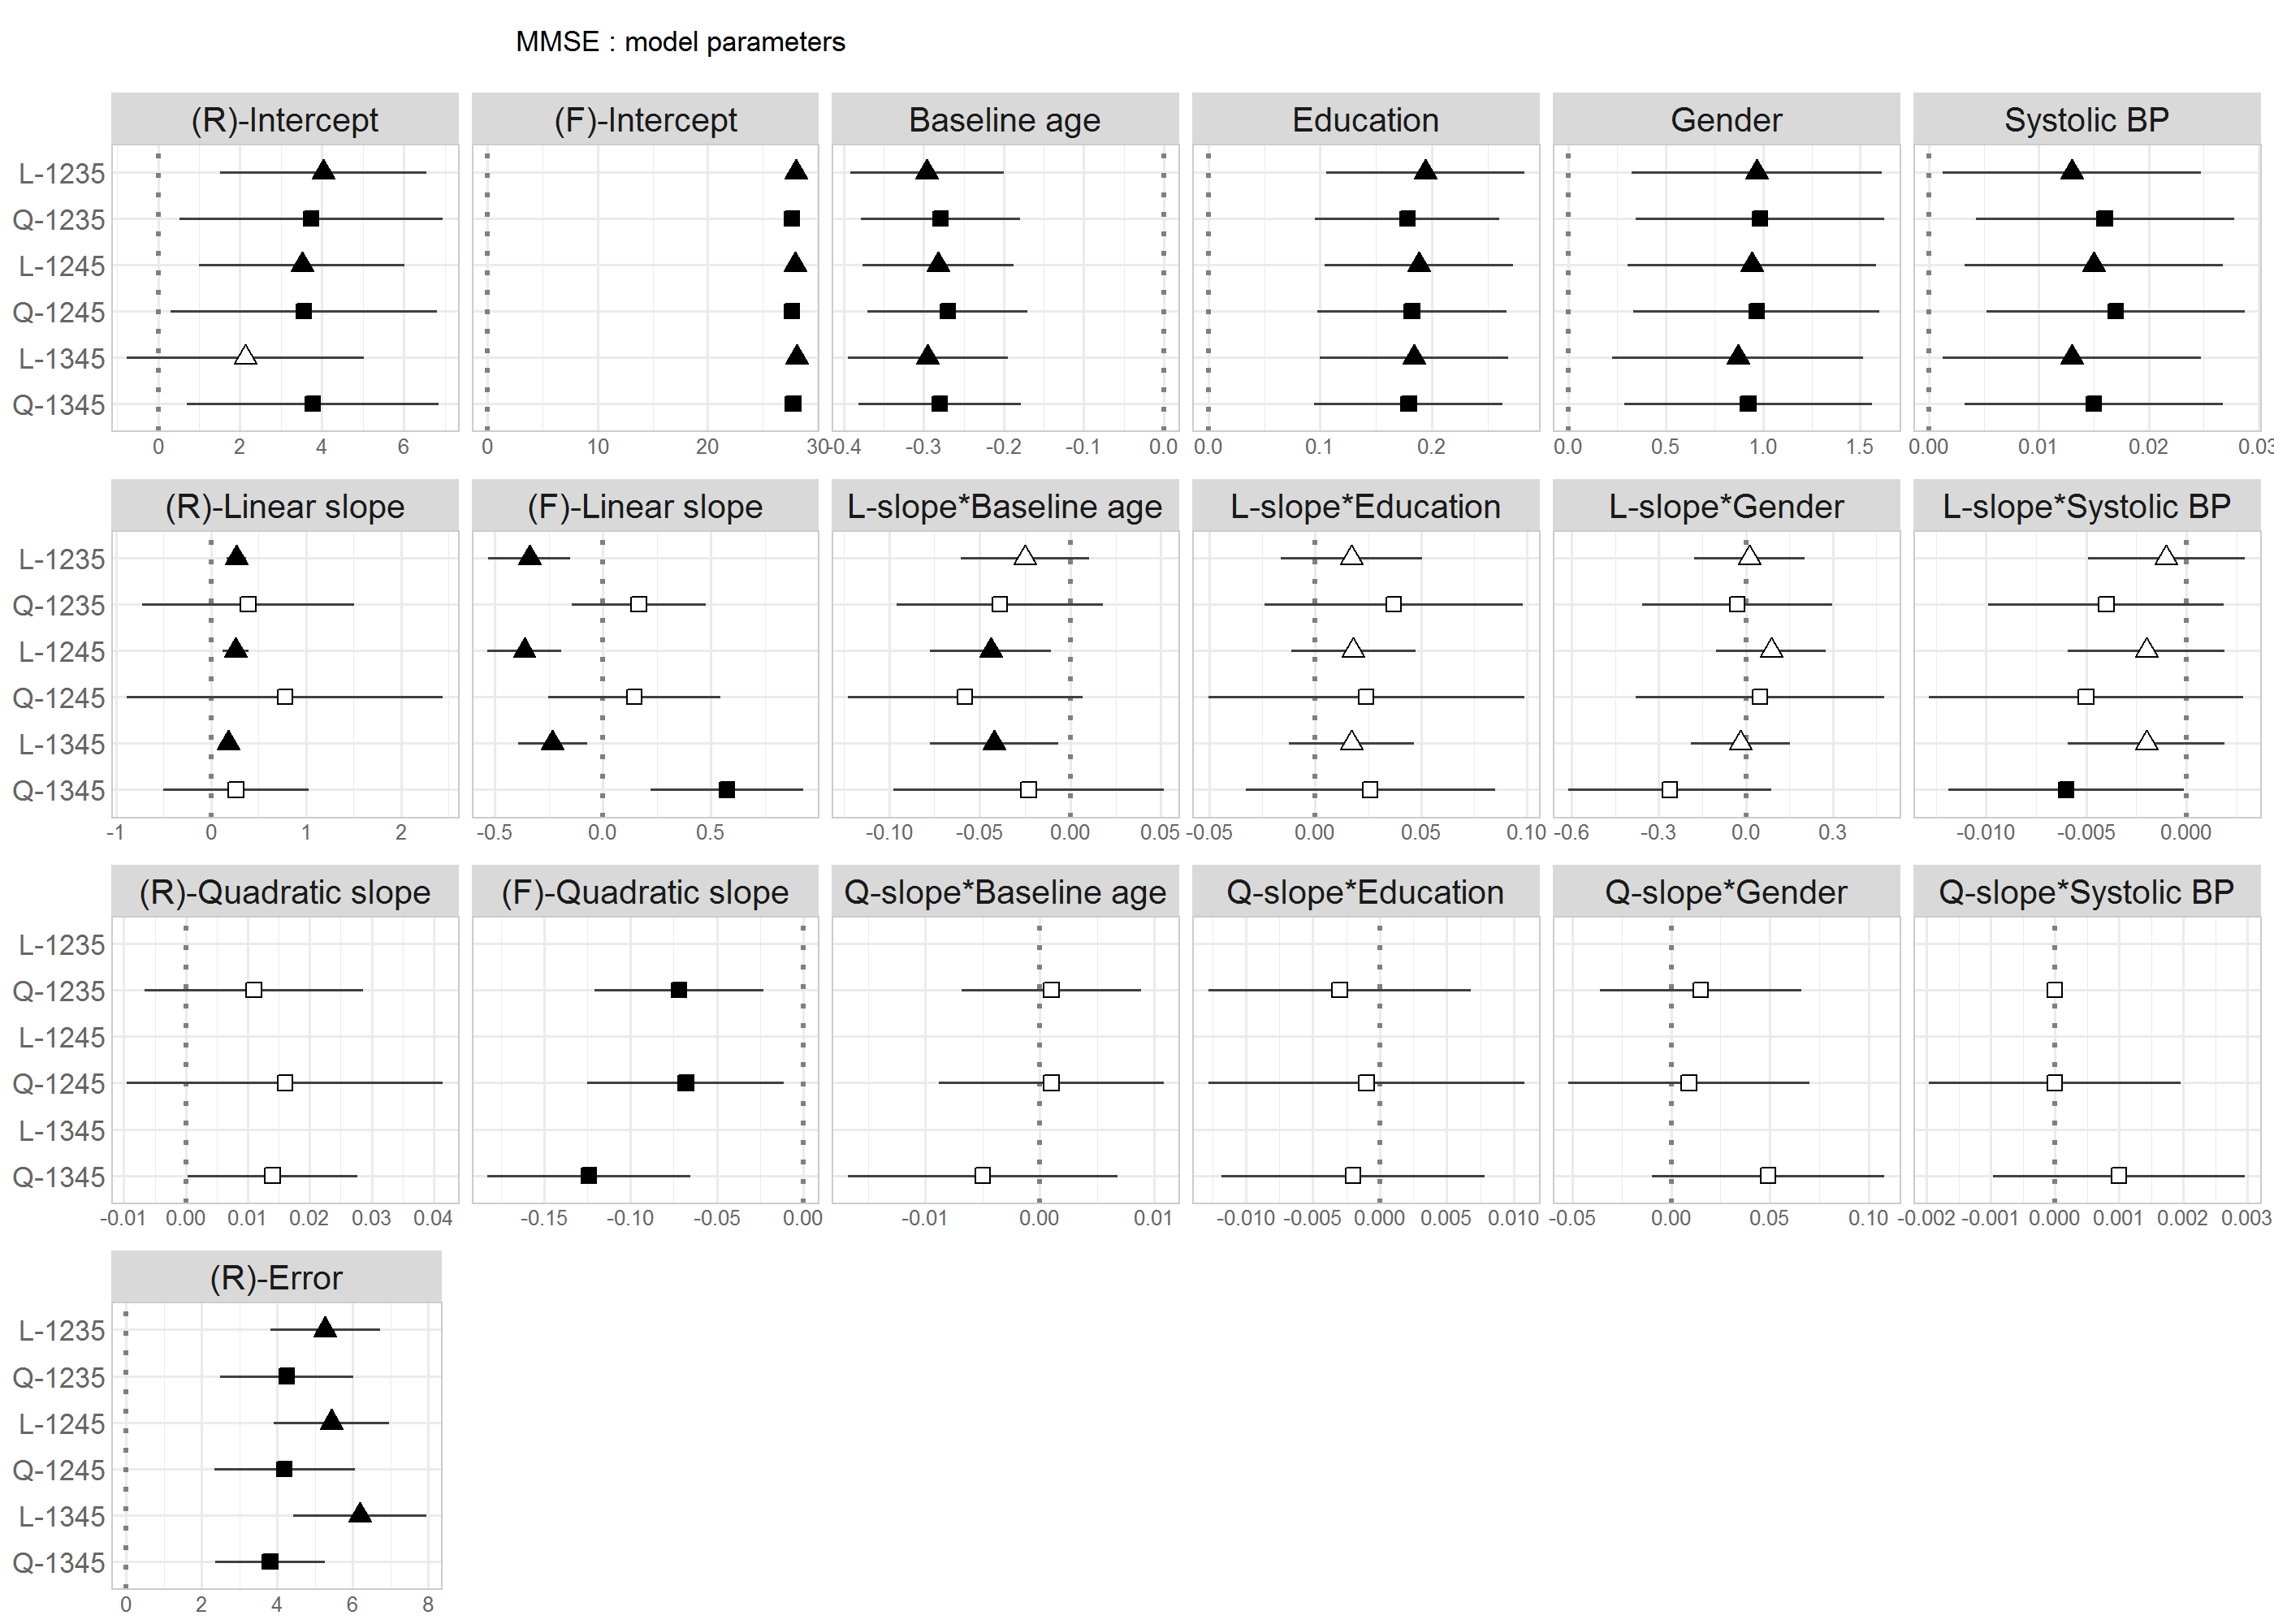 MMSE : model parameters
(R)-Intercept (F)-Intercept Baseline age Education Gender Systolic BP
L-1235
Q-1235
L-1245
Q-1245
L-1345
Q-1345
0 2 4 6 0 10 20 30 -0.4 -0.3 -0.2 -0.1 0.0 0.0 0.1 0.2 0.0 0.5 1.0 1.5 0.00 0.01 0.02 0.03
(R)-Linear slope (F)-Linear slope L-slope*Baseline age L-slope*Education L-slope*Gender L-slope*Systolic BP
L-1235
Q-1235
L-1245
Q-1245
L-1345
Q-1345
-1 0 1 2 -0.5 0.0 0.5 -0.10 -0.05 0.00 0.05 -0.05 0.00 0.05 0.10 -0.6 -0.3 0.0 0.3 -0.010 -0.005 0.000
(R)-Quadratic slope (F)-Quadratic slope Q-slope*Baseline age Q-slope*Education Q-slope*Gender Q-slope*Systolic BP
L-1235
Q-1235
L-1245
Q-1245
L-1345
Q-1345
-0.01 0.00 0.01 0.02 0.03 0.04 -0.15 -0.10 -0.05 0.00 -0.01 0.00 0.01 -0.010 -0.005 0.000 0.005 0.010 -0.05 0.00 0.05 0.10 -0.002 -0.001 0.000 0.001 0.002 0.003
(R)-Error
L-1235
Q-1235
L-1245
Q-1245
L-1345
Q-1345
0 2 4 6 8